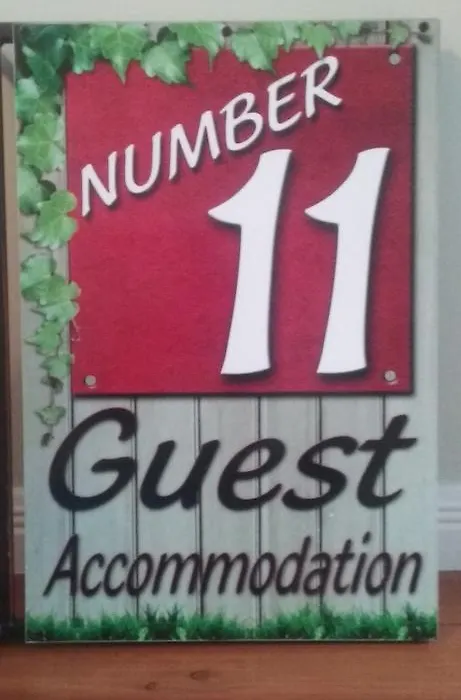 NUMBER
11
Guest
Accommodation